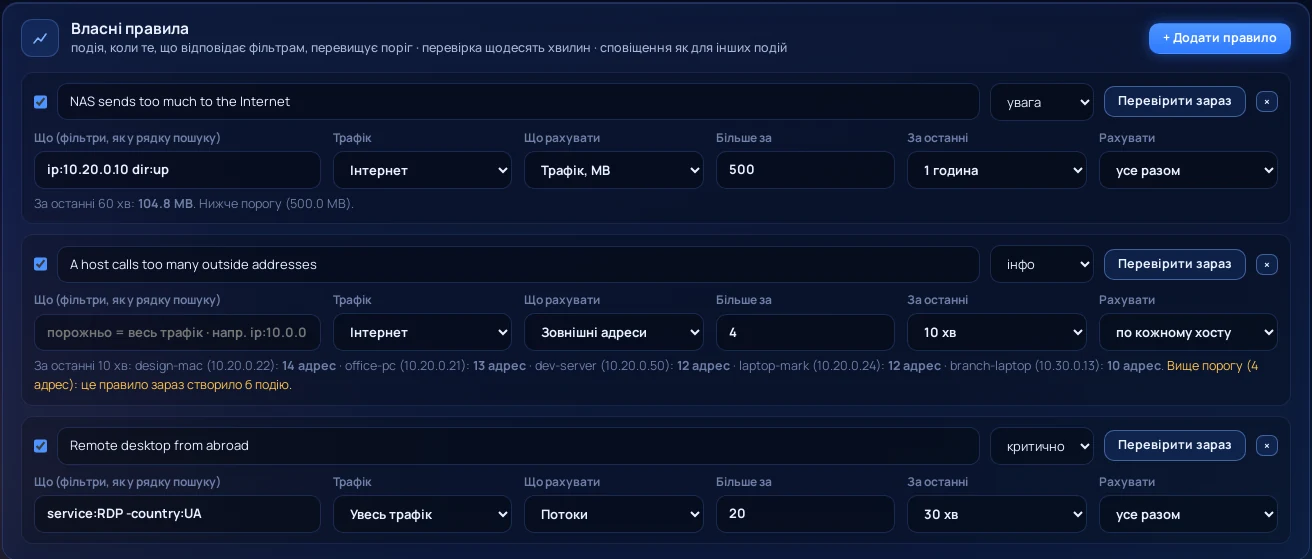 Власні правила
подія, коли те, що відповідає фільтрам, перевищує поріг · перевірка щодесять хвилин · сповіщення як для інших подій
+ Додати правило
NAS sends too much to the Internet
увага
Перевірити зараз
×
Що (фільтри, як у рядку пошуку) Трафік Що рахувати Більше за За останні Рахувати
ip:10.20.0.10 dir:up Інтернет Трафік, MB 500 1 година усе разом
За останні 60 хв: 104.8 MB. Нижче порогу (500.0 MB).
A host calls too many outside addresses
інфо
Перевірити зараз
×
Що (фільтри, як у рядку пошуку) Трафік Що рахувати Більше за За останні Рахувати
порожньо = весь трафік · напр. ip:10.0.0 Інтернет Зовнішні адреси 4 10 хв по кожному хосту
За останні 10 хв: design-mac (10.20.0.22): 14 адрес · office-pc (10.20.0.21): 13 адрес · dev-server (10.20.0.50): 12 адрес · laptop-mark (10.20.0.24): 12 адрес · branch-laptop (10.30.0.13): 10 адрес. Вище порогу (4
адрес): це правило зараз створило 6 подію.
Remote desktop from abroad
критично
Перевірити зараз
×
Що (фільтри, як у рядку пошуку) Трафік Що рахувати Більше за За останні Рахувати
service:RDP -country:UA Увесь трафік Потоки 20 30 хв усе разом